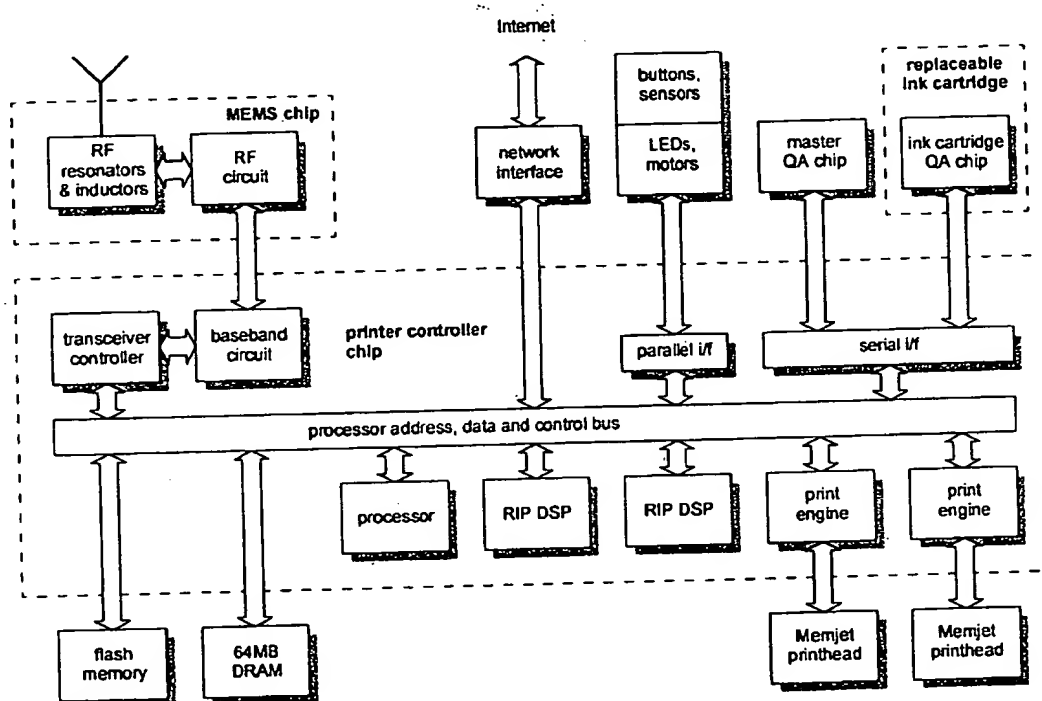 Internet
MEMS chip
RF
resonators
& inductors
RF
circuit
network
interface
buttons,
sensors
LEDs,
motors
master
QA chip
replaceable
ink cartridge
ink cartridge
QA chip
transceiver
controller
baseband
circuit
printer controller
chip
parallel i/f
serial i/f
processor address, data and control bus
processor
RIP DSP
RIP DSP
print
engine
print
engine
flash
memory
64MB
DRAM
Memjet
printhead
Memjet
printhead